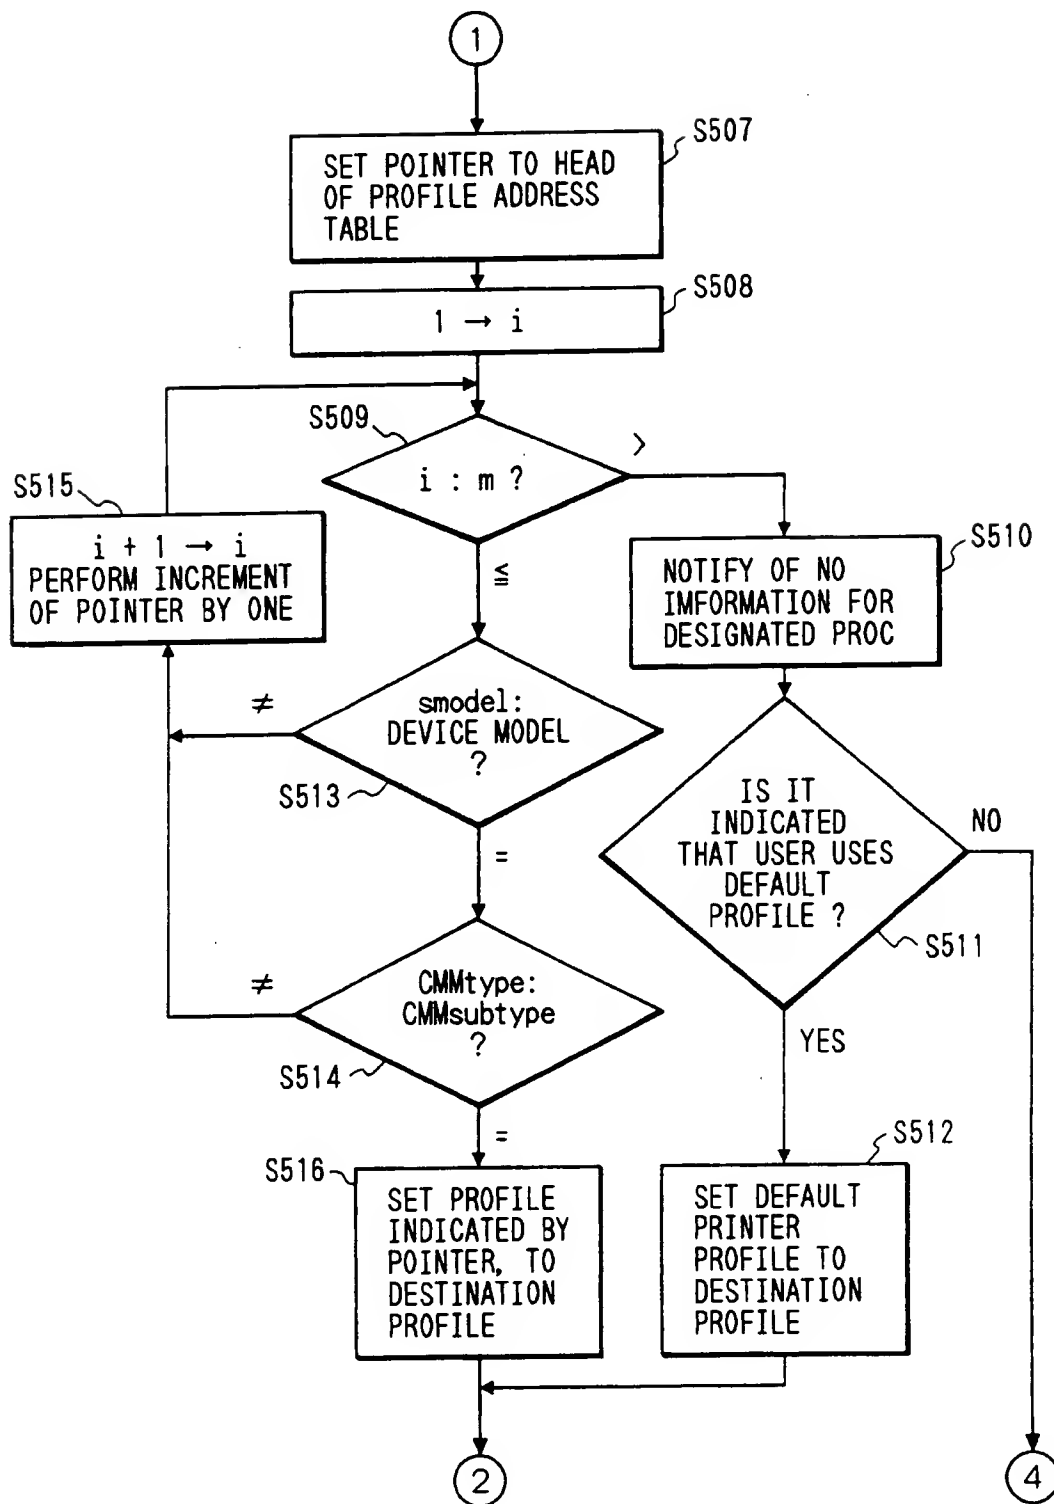 1
S507
SET POINTER TO HEAD
OF PROFILE ADDRESS
TABLE
S508
1 → i
S509
i : m ?
>
≦
S515
i + 1 → i
PERFORM INCREMENT
OF POINTER BY ONE
S510
NOTIFY OF NO
IMFORMATION FOR
DESIGNATED PROC
≠
smodel:
DEVICE MODEL
?
S513
=
IS IT
INDICATED
THAT USER USES
DEFAULT
PROFILE ?
NO
S511
YES
≠
CMMtype:
CMMsubtype
?
S514
=
S516
SET PROFILE
INDICATED BY
POINTER, TO
DESTINATION
PROFILE
S512
SET DEFAULT
PRINTER
PROFILE TO
DESTINATION
PROFILE
2
4